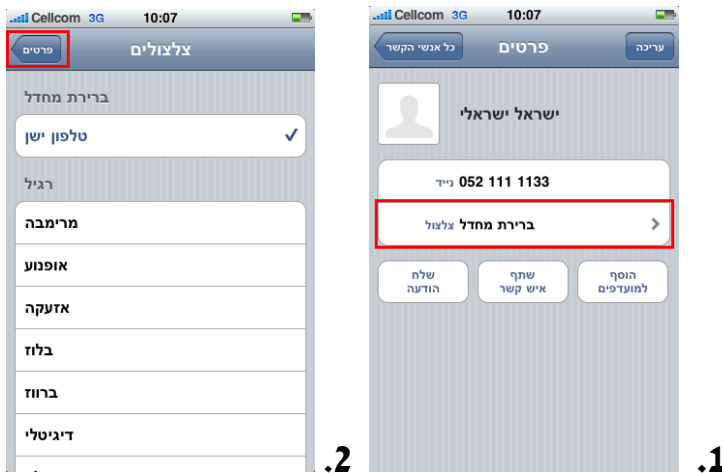 Cellcom 3G 10:07
כל אנשי הקשר
פרטים
עריכה
ישראל ישראלי
נייד 052 111 1133
צלצול ברירת מחדל
הוסף למועדפים
שתף איש קשר
שלח הודעה
1.
Cellcom 3G 10:07
פרטים
צלצולים
ברירת מחדל
טלפון ישן
רגיל
מרימבה
אופנוע
אזעקה
בלוז
ברווז
דיגיטלי
2.